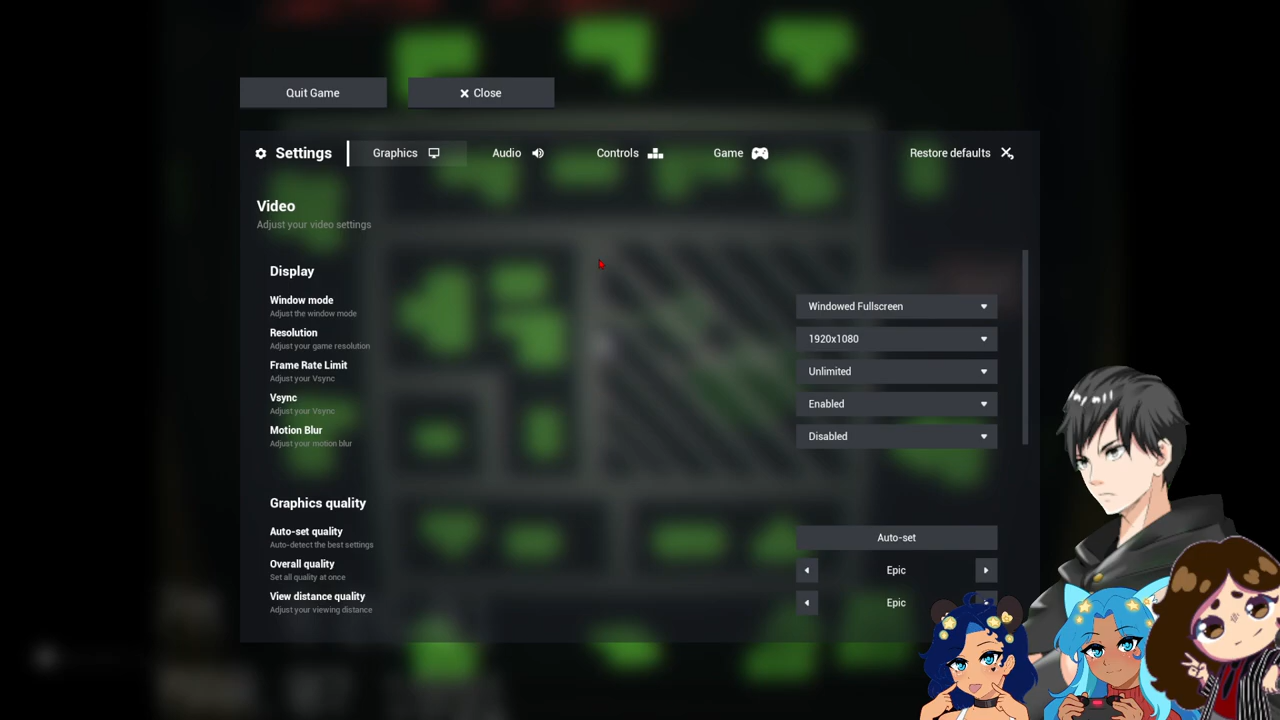 Quit Game
Close
Settings
Graphics
Audio
Controls
Game
Restore defaults
Video
Adjust your video settings
Display
Window mode
Windowed Fullscreen
Adjust the window mode
Resolution
1920x1080
Adjust your game resolution
Frame Rate Limit
Unlimited
Adjust your Vsync
Vsync
Enabled
Adjust your Vsync
Motion Blur
Disabled
Adjust your motion blur
Graphics quality
Auto-set quality
Auto-set
Auto-detect the best settings
Overall quality
Epic
Set all quality at once
View distance quality
Epic
Adjust your viewing distance